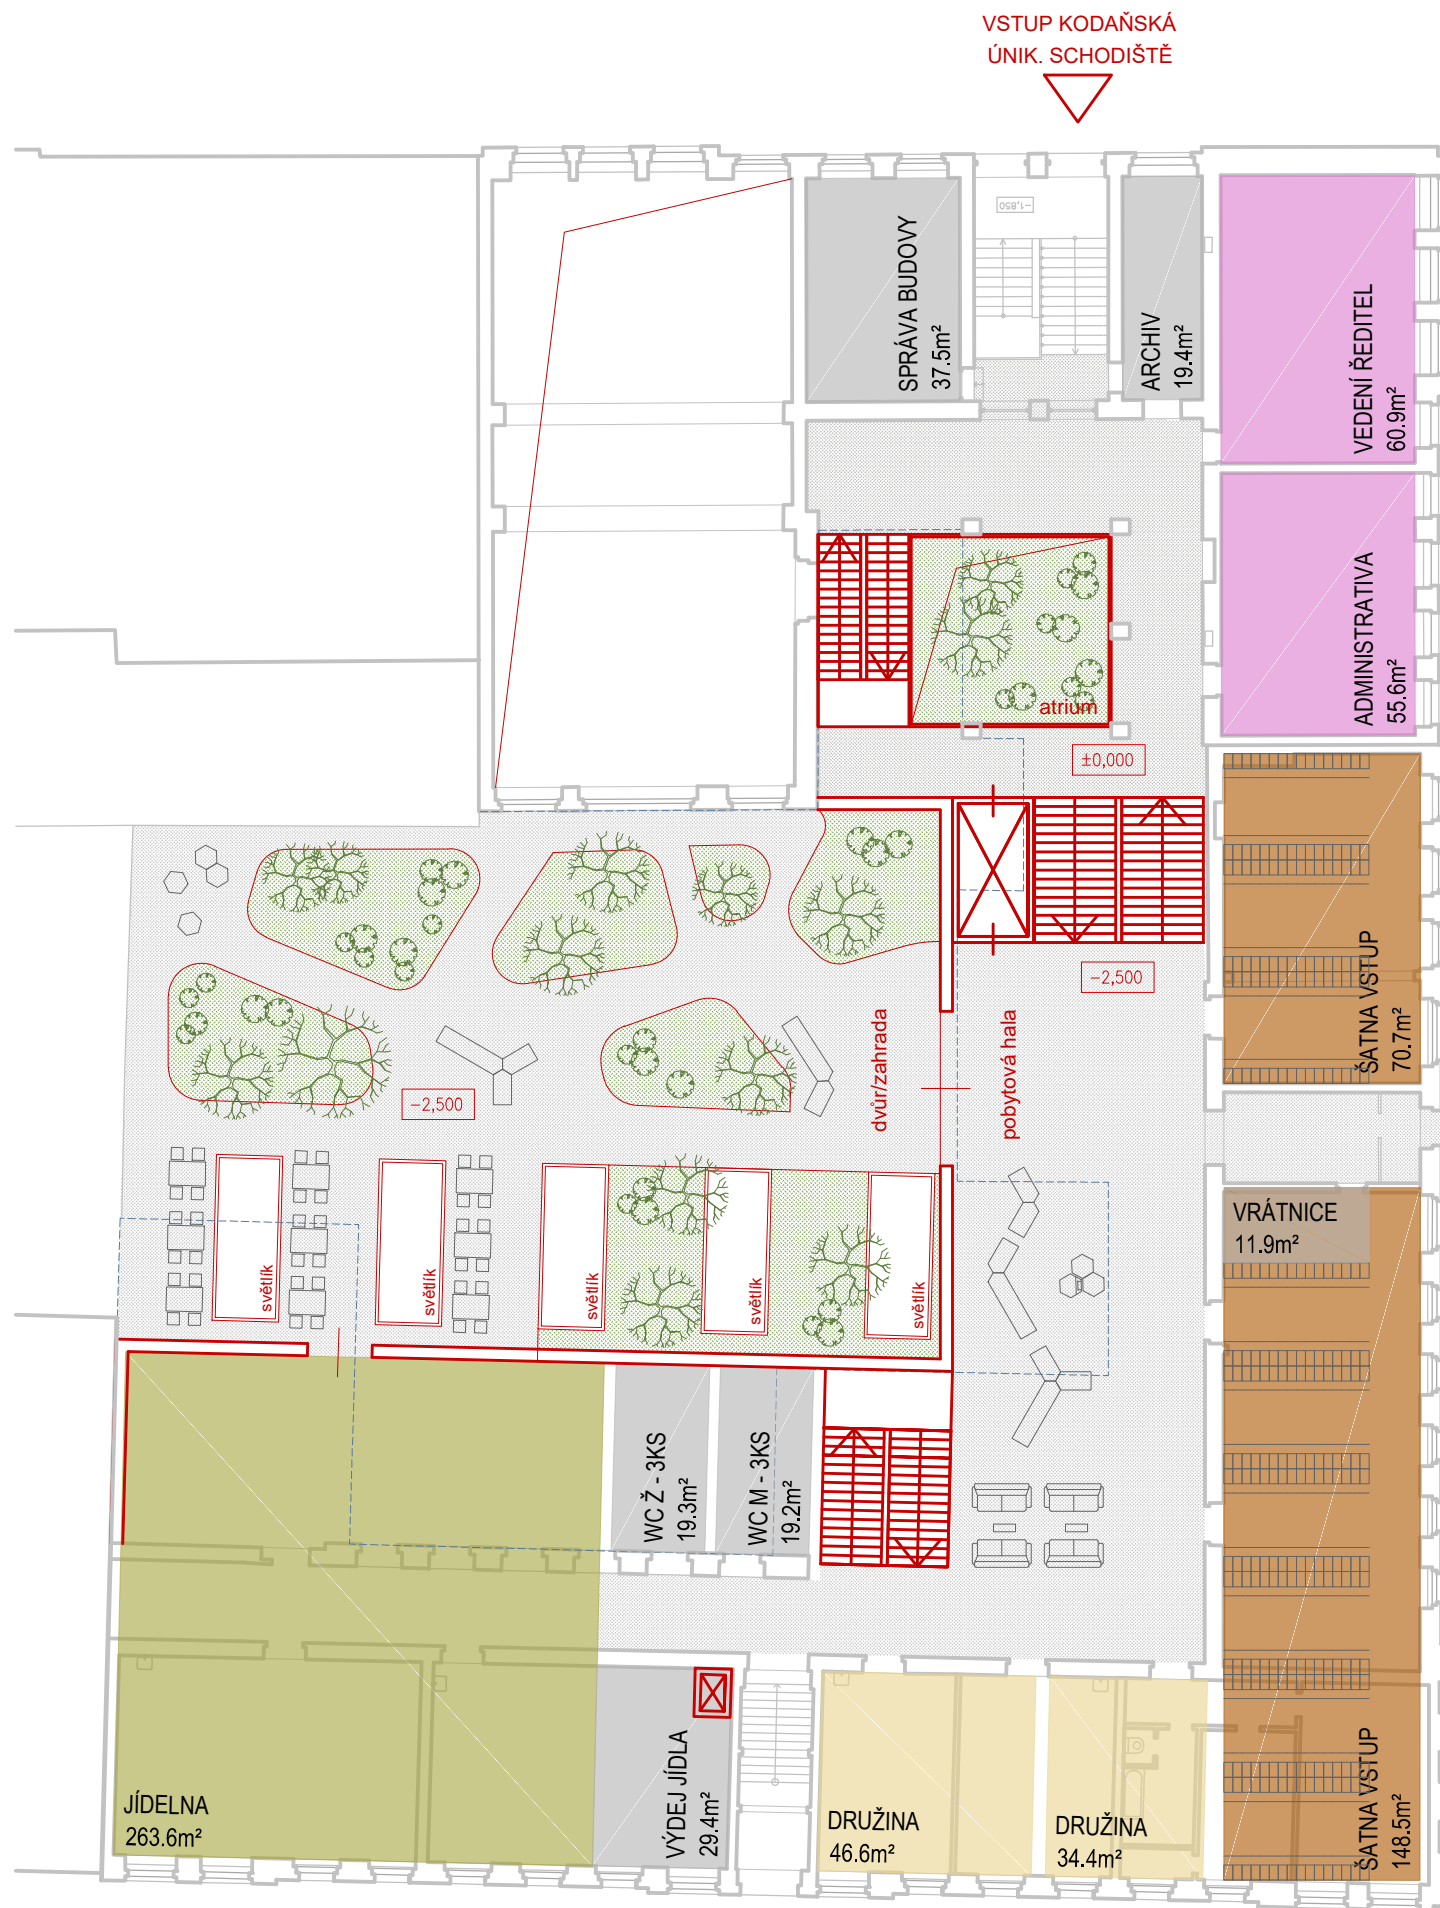 VSTUP KODAŇSKÁ
ÚNIK. SCHODIŠTĚ
-1,850
SPRÁVA BUDOVY
37.5m²
ARCHIV
19.4m²
VEDENÍ ŘEDITEL
60.9m²
ADMINISTRATIVA
55.6m²
atrium
±0,000
-2,500
ŠATNA VSTUP
70.7m²
dvůr/zahrada
pobytová hala
-2,500
VRÁTNICE
11.9m²
světlík
světlík
světlík
světlík
světlík
WC Ž - 3KS
19.3m²
WC M - 3KS
19.2m²
JÍDELNA
263.6m²
VÝDEJ JÍDLA
29.4m²
DRUŽINA
46.6m²
DRUŽINA
34.4m²
ŠATNA VSTUP
148.5m²